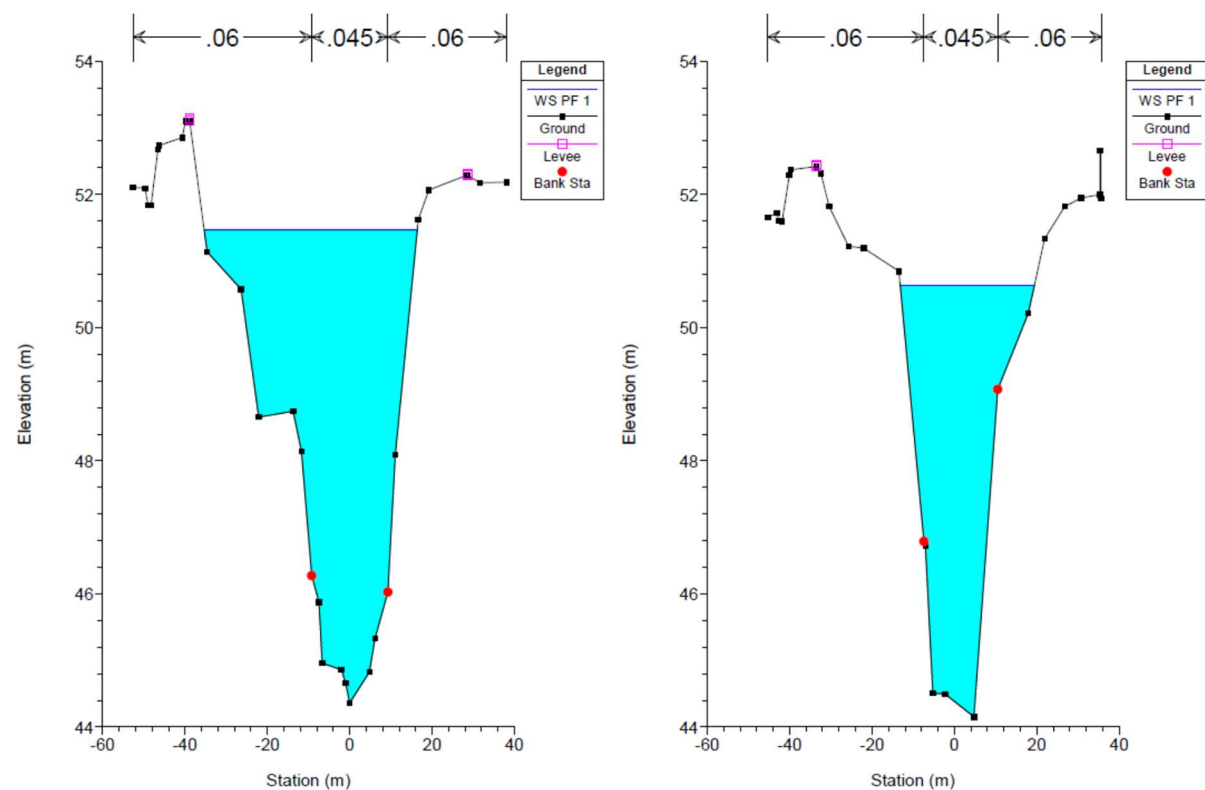 .06 .045 .06
54
52
50
48
46
44
Elevation (m)
-60 -40 -20 0 20 40
Station (m)
Legend
WS PF 1
Ground
Levee
Bank Sta
.06 .045 .06
54
52
50
48
46
44
Elevation (m)
-60 -40 -20 0 20 40
Station (m)
Legend
WS PF 1
Ground
Levee
Bank Sta